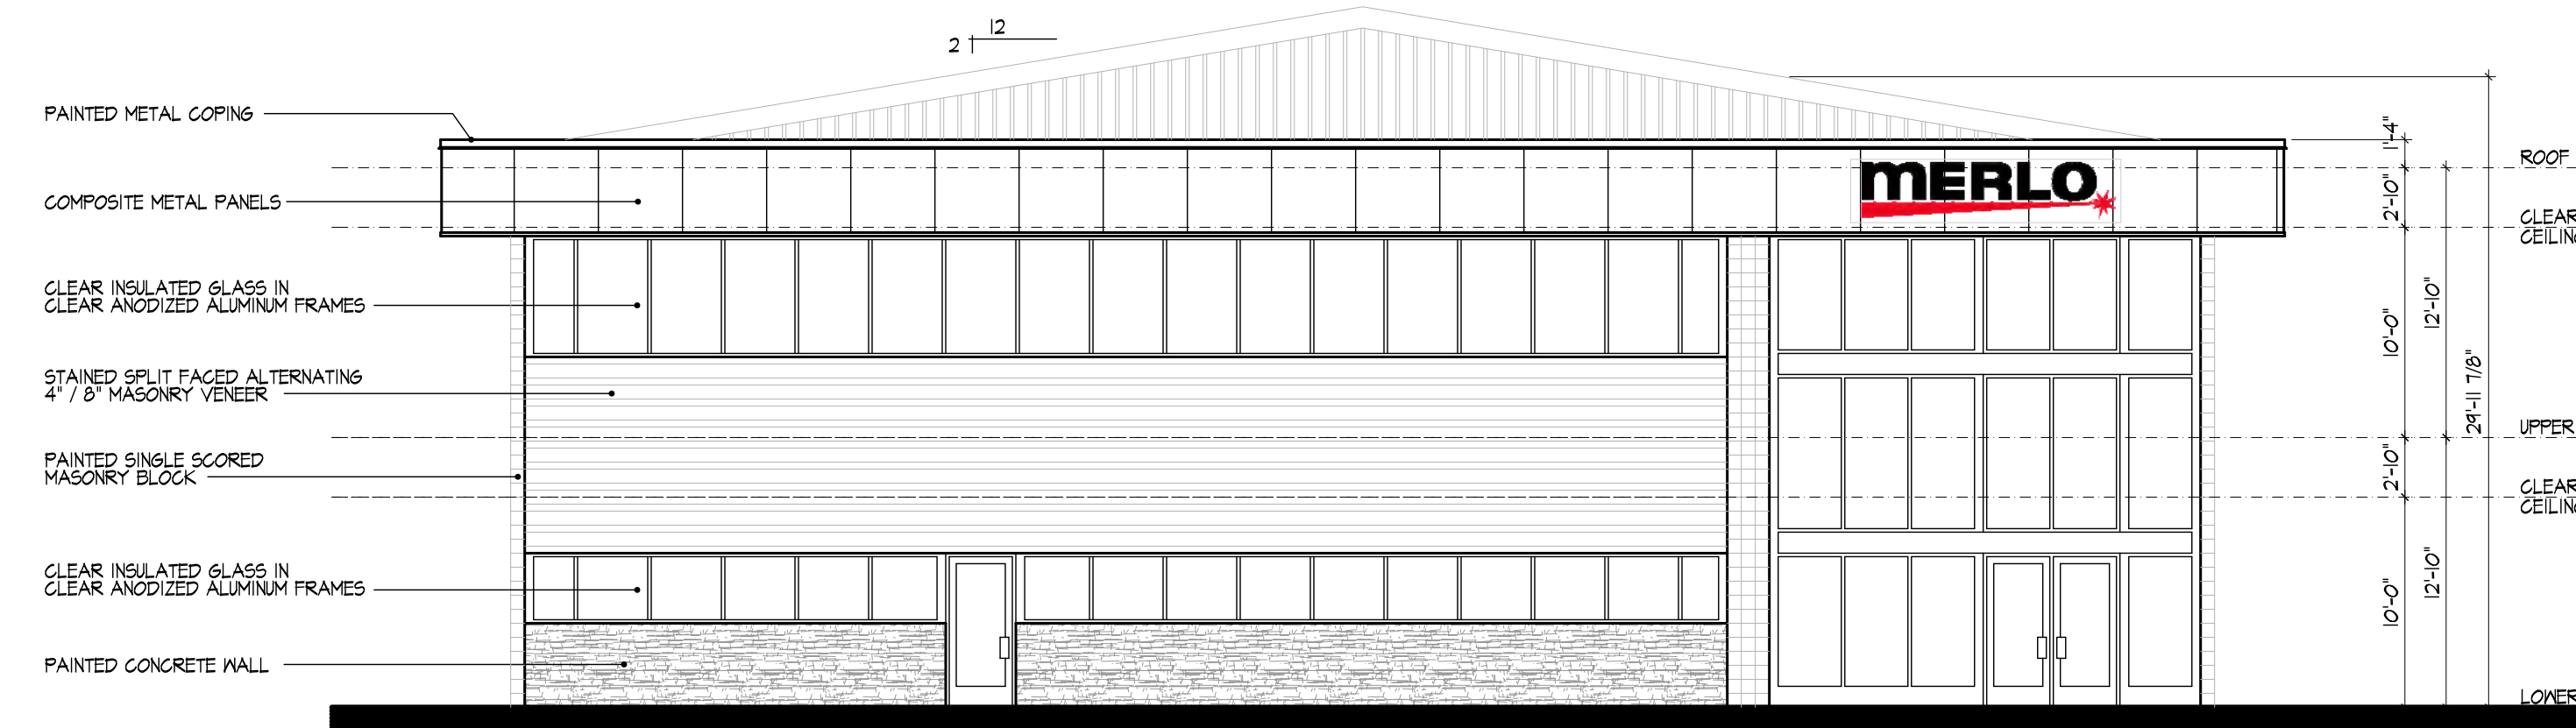 12
2
PAINTED METAL COPING
COMPOSITE METAL PANELS
CLEAR INSULATED GLASS IN
CLEAR ANODIZED ALUMINUM FRAMES
STAINED SPLIT FACED ALTERNATING
4" / 8" MASONRY VENEER
PAINTED SINGLE SCORED
MASONRY BLOCK
CLEAR INSULATED GLASS IN
CLEAR ANODIZED ALUMINUM FRAMES
PAINTED CONCRETE WALL
MERLO
1'-4"
2'-10"
10'-0"
2'-10"
10'-0"
12'-10"
12'-10"
29'-11 7/8"
ROOF
CLEAR
CEILIN
UPPER
CLEAR
CEILIN
LOWER